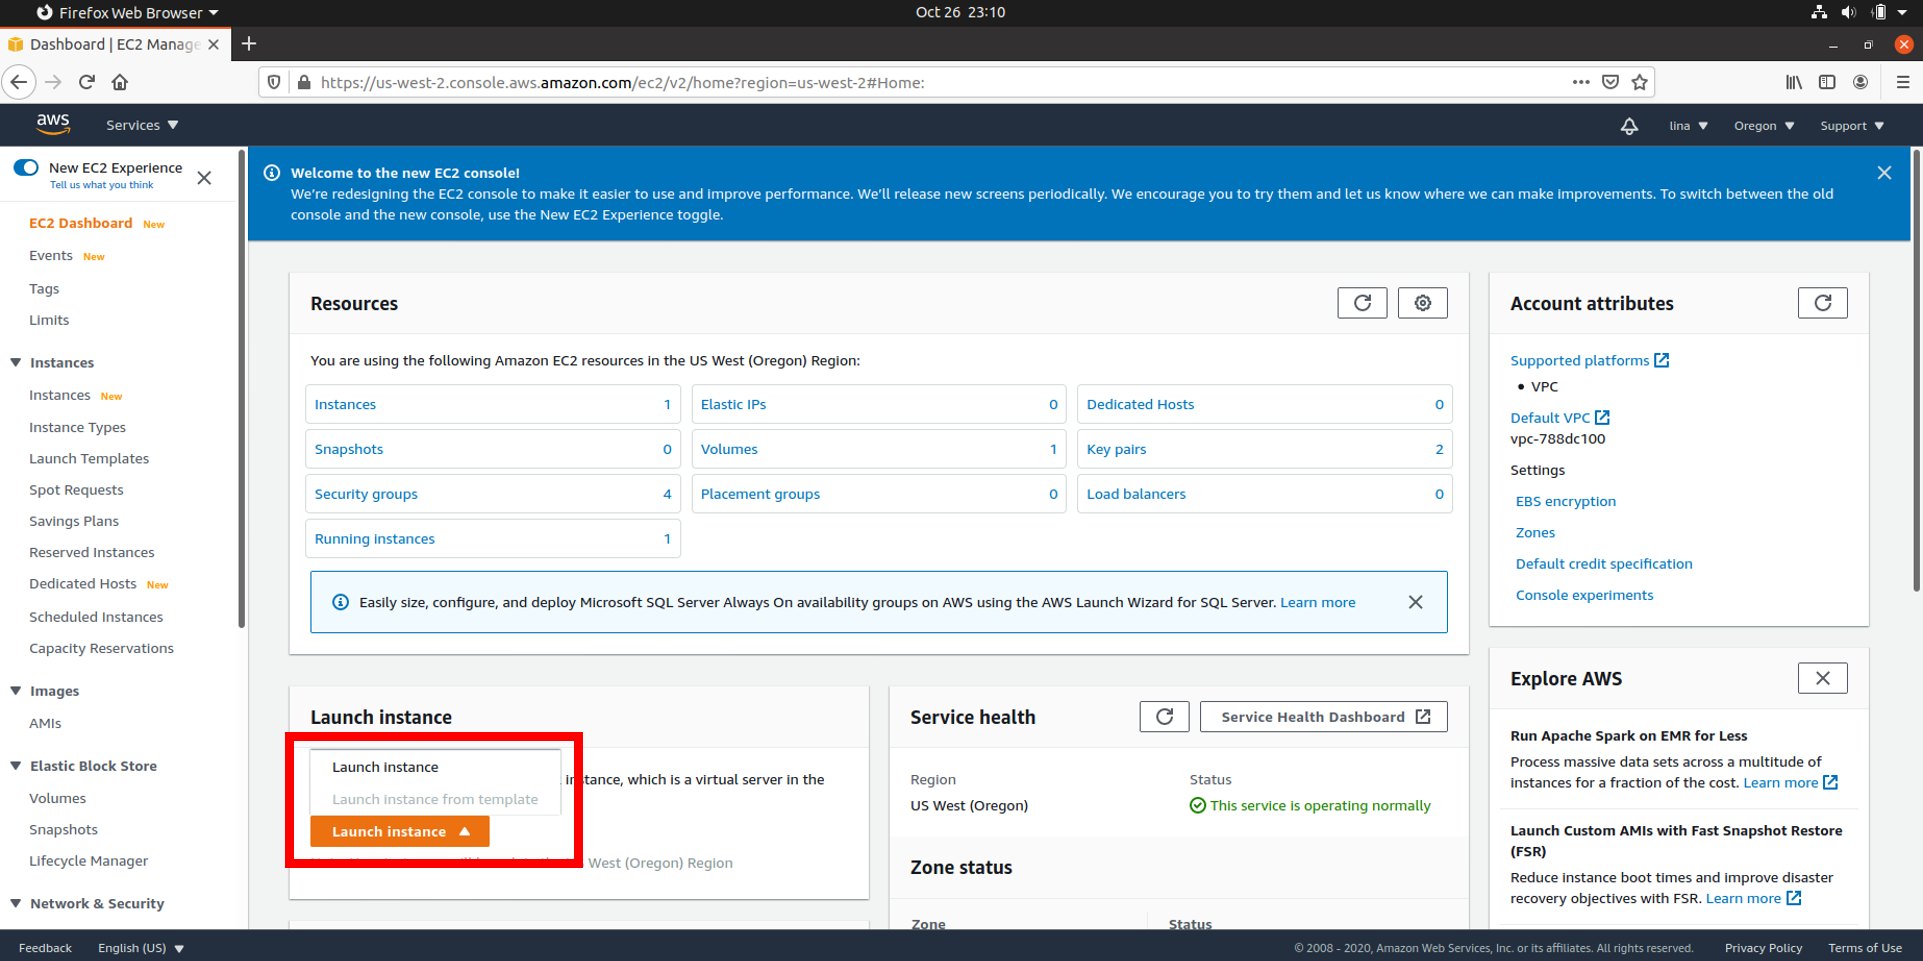 Firefox Web Browser
Oct 26 23:10
Dashboard | EC2 Manage
https://us-west-2.console.aws.amazon.com/ec2/v2/home?region=us-west-2#Home:
aws
Services
lina
Oregon
Support
New EC2 Experience
Tell us what you think
EC2 Dashboard New
Events New
Tags
Limits
Instances
Instances New
Instance Types
Launch Templates
Spot Requests
Savings Plans
Reserved Instances
Dedicated Hosts New
Scheduled Instances
Capacity Reservations
Images
AMIs
Elastic Block Store
Volumes
Snapshots
Lifecycle Manager
Network & Security
Welcome to the new EC2 console!
We're redesigning the EC2 console to make it easier to use and improve performance. We'll release new screens periodically. We encourage you to try them and let us know where we can make improvements. To switch between the old
console and the new console, use the New EC2 Experience toggle.
Resources
You are using the following Amazon EC2 resources in the US West (Oregon) Region:
Instances 1
Elastic IPs 0
Dedicated Hosts 0
Snapshots 0
Volumes 1
Key pairs 2
Security groups 4
Placement groups 0
Load balancers 0
Running instances 1
Easily size, configure, and deploy Microsoft SQL Server Always On availability groups on AWS using the AWS Launch Wizard for SQL Server. Learn more
Launch instance
Launch instance
instance, which is a virtual server in the
Launch instance from template
Launch instance
West (Oregon) Region
Service health
Service Health Dashboard
Region
Status
US West (Oregon)
This service is operating normally
Zone status
Zone
Status
Account attributes
Supported platforms
• VPC
Default VPC
vpc-788dc100
Settings
EBS encryption
Zones
Default credit specification
Console experiments
Explore AWS
Run Apache Spark on EMR for Less
Process massive data sets across a multitude of
instances for a fraction of the cost. Learn more
Launch Custom AMIs with Fast Snapshot Restore
(FSR)
Reduce instance boot times and improve disaster
recovery objectives with FSR. Learn more
Feedback
English (US)
© 2008 - 2020, Amazon Web Services, Inc. or its affiliates. All rights reserved.
Privacy Policy
Terms of Use